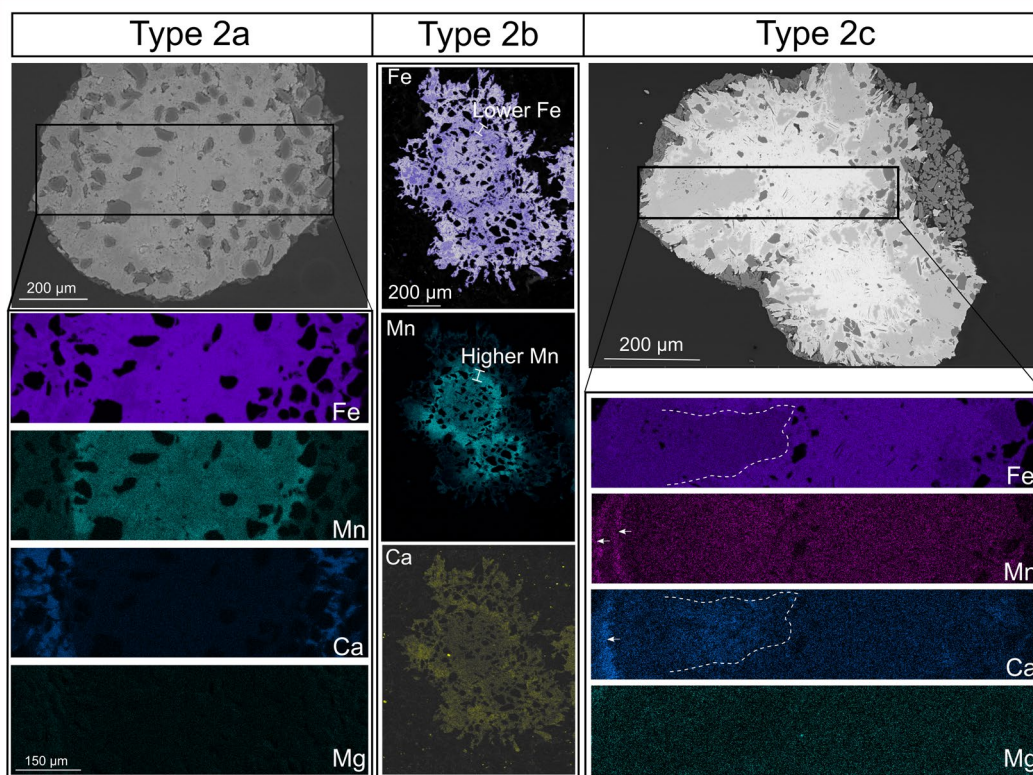 Type 2a
Type 2b
Type 2c
200 µm
Fe
Mn
Ca
Mg
150 µm
Fe
Lower Fe
200 µm
Mn
Higher Mn
Ca
200 µm
Fe
Mn
Ca
Mg